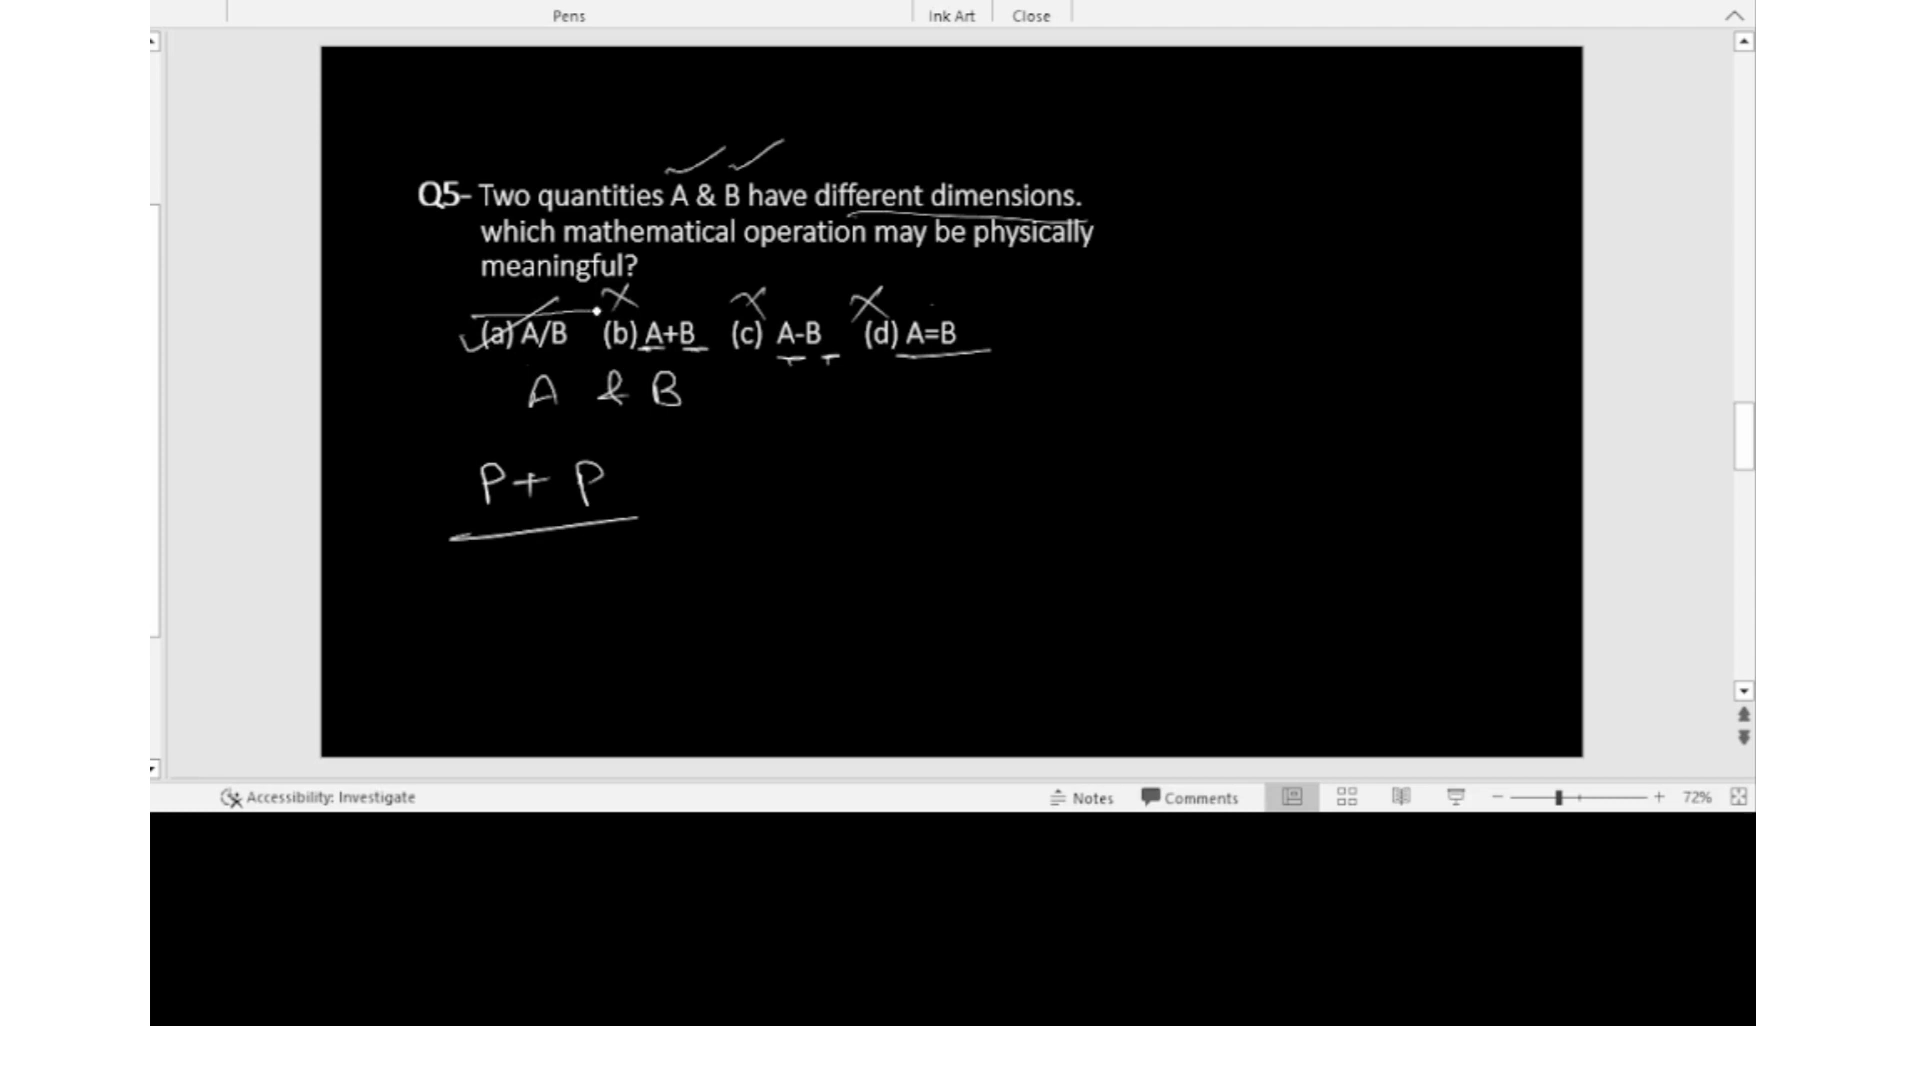 Pens Ink Art Close
Q5- Two quantities A & B have different dimensions.
which mathematical operation may be physically
meaningful?
(a) A/B (b) A+B (c) A-B (d) A=B
A & B
P + P
Accessibility: Investigate Notes Comments 72%